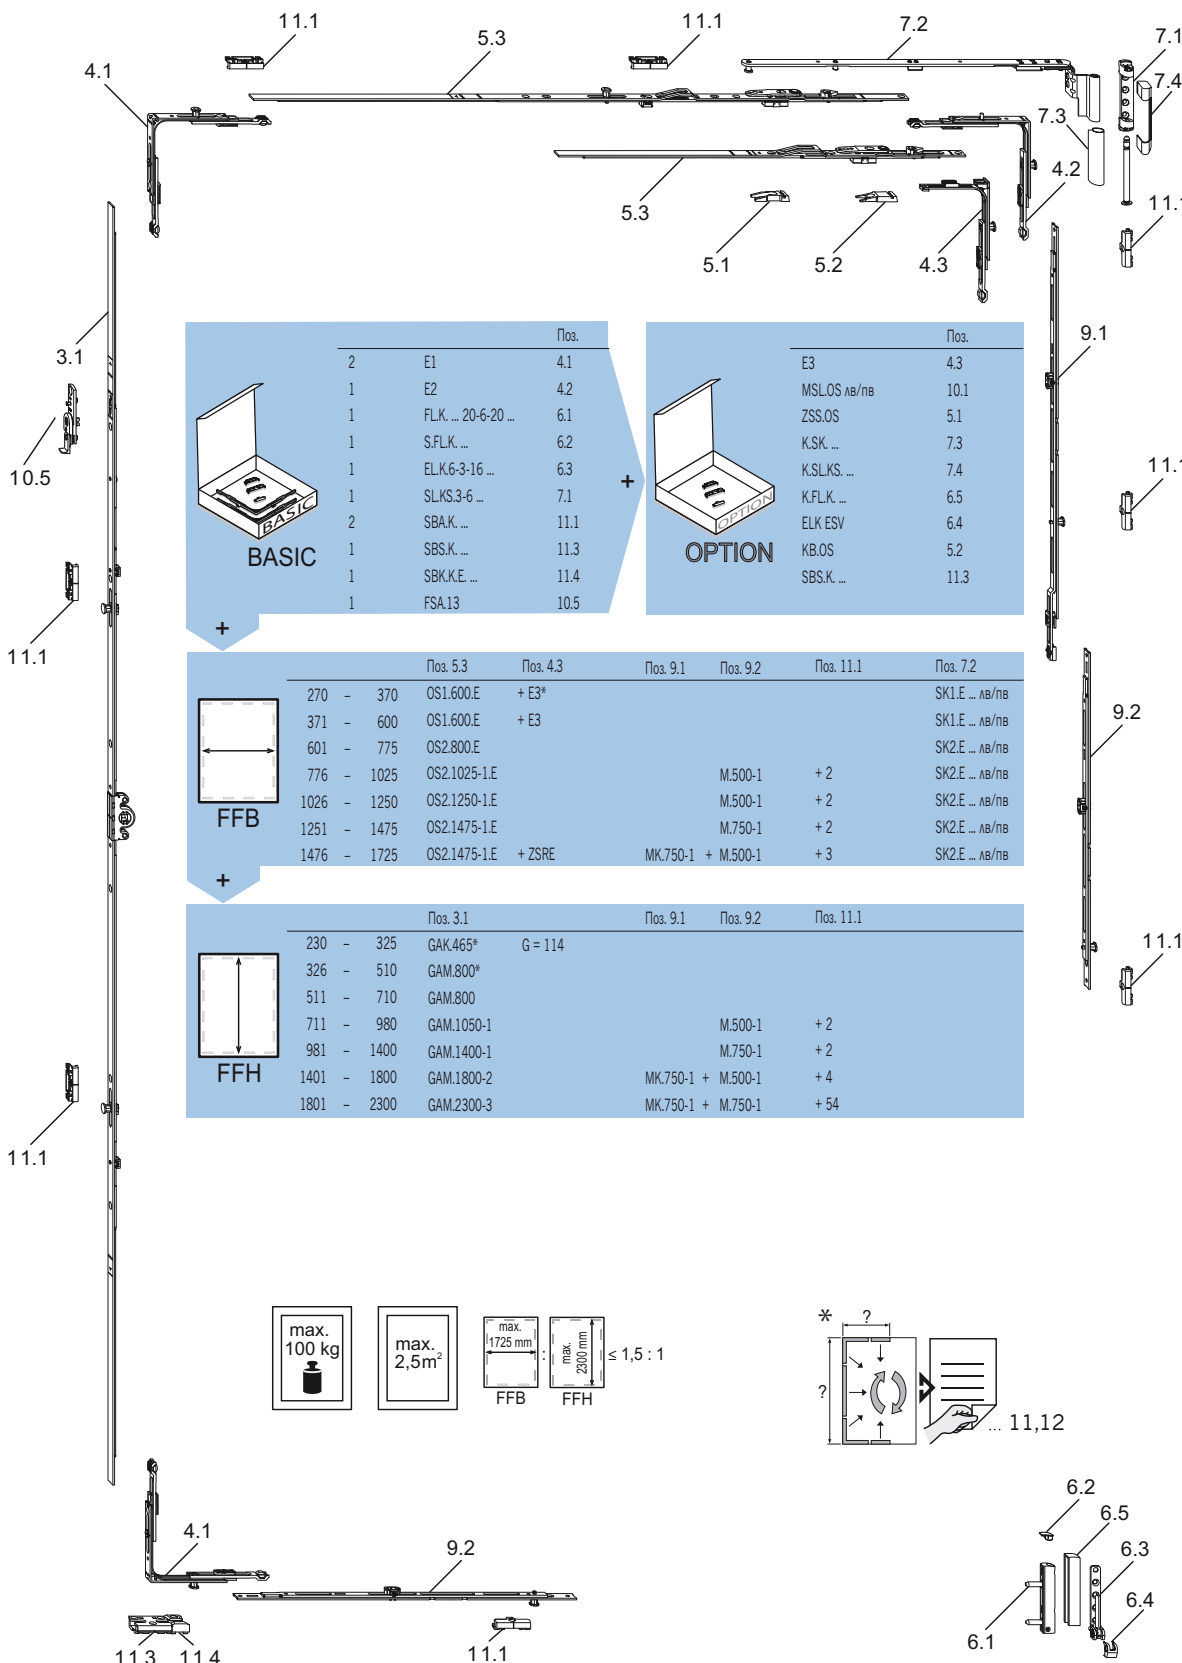 11.1
5.3
11.1
7.2
7.1
4.1
7.4
7.3
4.2
5.3
11.1
5.1
5.2
4.3
3.1
9.1
10.5
11.1
11.1
9.2
11.1
11.1
Поз.
2 E1 4.1
1 E2 4.2
1 FL.K. ... 20-6-20 ... 6.1
1 S.FL.K. ... 6.2
1 EL.K.6-3-16 ... 6.3
1 SL.KS.3-6 ... 7.1
2 SBA.K. ... 11.1
1 SBS.K. ... 11.3
1 SBK.K.E. ... 11.4
1 FSA.13 10.5
BASIC
BASIC
+
+
Поз.
E3 4.3
MSL.OS лв/пв 10.1
ZSS.OS 5.1
K.SK. ... 7.3
K.SL.KS. ... 7.4
K.FL.K. ... 6.5
ELK ESV 6.4
KB.OS 5.2
SBS.K. ... 11.3
OPTION
OPTION
Поз. 5.3 Поз. 4.3 Поз. 9.1 Поз. 9.2 Поз. 11.1 Поз. 7.2
270 – 370 OS1.600.E + E3* SK1.E ... лв/пв
371 – 600 OS1.600.E + E3 SK1.E ... лв/пв
601 – 775 OS2.800.E SK2.E ... лв/пв
776 – 1025 OS2.1025-1.E M.500-1 + 2 SK2.E ... лв/пв
1026 – 1250 OS2.1250-1.E M.500-1 + 2 SK2.E ... лв/пв
1251 – 1475 OS2.1475-1.E M.750-1 + 2 SK2.E ... лв/пв
1476 – 1725 OS2.1475-1.E + ZSRE MK.750-1 + M.500-1 + 3 SK2.E ... лв/пв
FFB
+
Поз. 3.1 Поз. 9.1 Поз. 9.2 Поз. 11.1
230 – 325 GAK.465* G = 114
326 – 510 GAM.800*
511 – 710 GAM.800
711 – 980 GAM.1050-1 M.500-1 + 2
981 – 1400 GAM.1400-1 M.750-1 + 2
1401 – 1800 GAM.1800-2 MK.750-1 + M.500-1 + 4
1801 – 2300 GAM.2300-3 MK.750-1 + M.750-1 + 54
FFH
11.1
max.
100 kg
max.
2,5m²
max.
1725 mm
FFB
:
max.
2300 mm
FFH
≤ 1,5 : 1
*
?
?
... 11,12
4.1
9.2
11.3
11.4
11.1
6.2
6.5
6.3
6.4
6.1